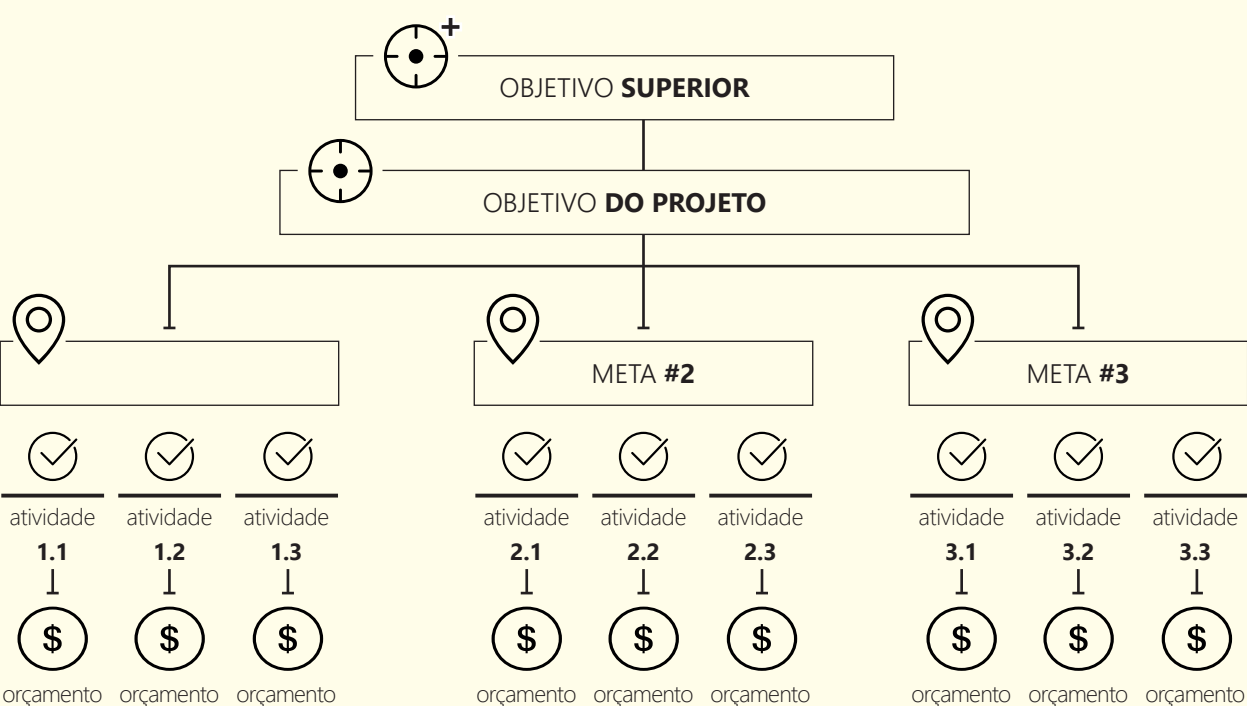 OBJETIVO SUPERIOR
OBJETIVO DO PROJETO
META #2
META #3
atividade atividade atividade atividade atividade atividade atividade atividade atividade
1.1 1.2 1.3 2.1 2.2 2.3 3.1 3.2 3.3
$ $ $ $ $ $ $ $ $
orçamento orçamento orçamento orçamento orçamento orçamento orçamento orçamento orçamento